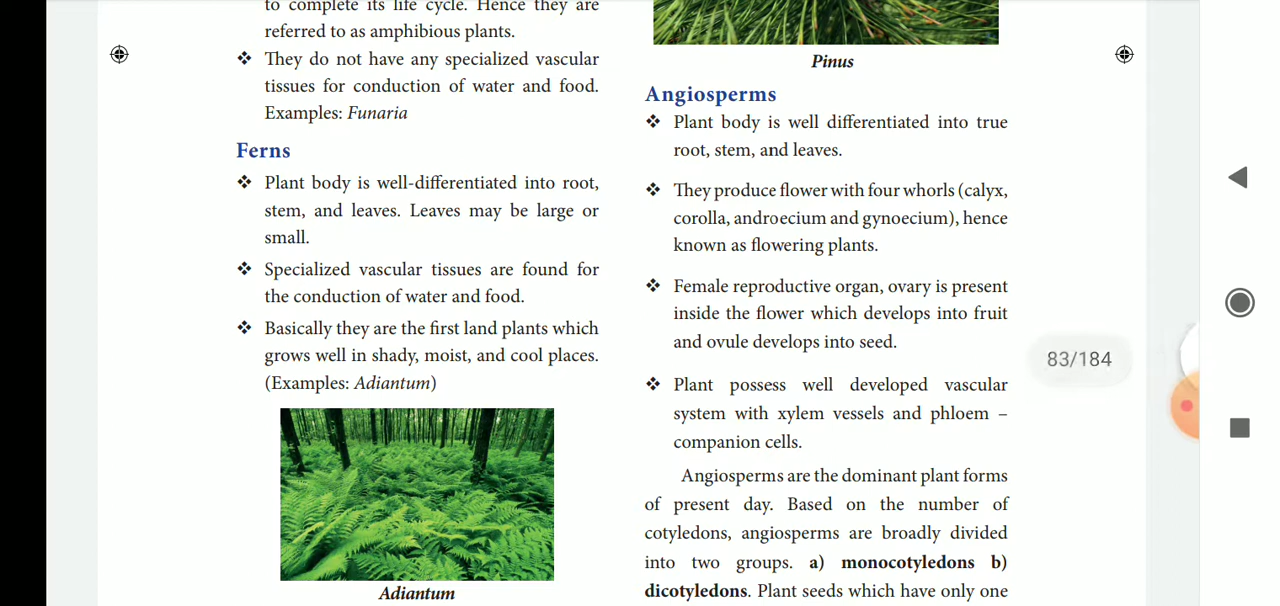 to complete its life cycle. Hence they are
referred to as amphibious plants.
❖ They do not have any specialized vascular
tissues for conduction of water and food.
Examples: Funaria
Ferns
❖ Plant body is well-differentiated into root,
stem, and leaves. Leaves may be large or
small.
❖ Specialized vascular tissues are found for
the conduction of water and food.
❖ Basically they are the first land plants which
grows well in shady, moist, and cool places.
(Examples: Adiantum)
Adiantum
Pinus
Angiosperms
❖ Plant body is well differentiated into true
root, stem, and leaves.
❖ They produce flower with four whorls (calyx,
corolla, androecium and gynoecium), hence
known as flowering plants.
❖ Female reproductive organ, ovary is present
inside the flower which develops into fruit
and ovule develops into seed.
❖ Plant possess well developed vascular
system with xylem vessels and phloem –
companion cells.
Angiosperms are the dominant plant forms
of present day. Based on the number of
cotyledons, angiosperms are broadly divided
into two groups. a) monocotyledons b)
dicotyledons. Plant seeds which have only one
83/184